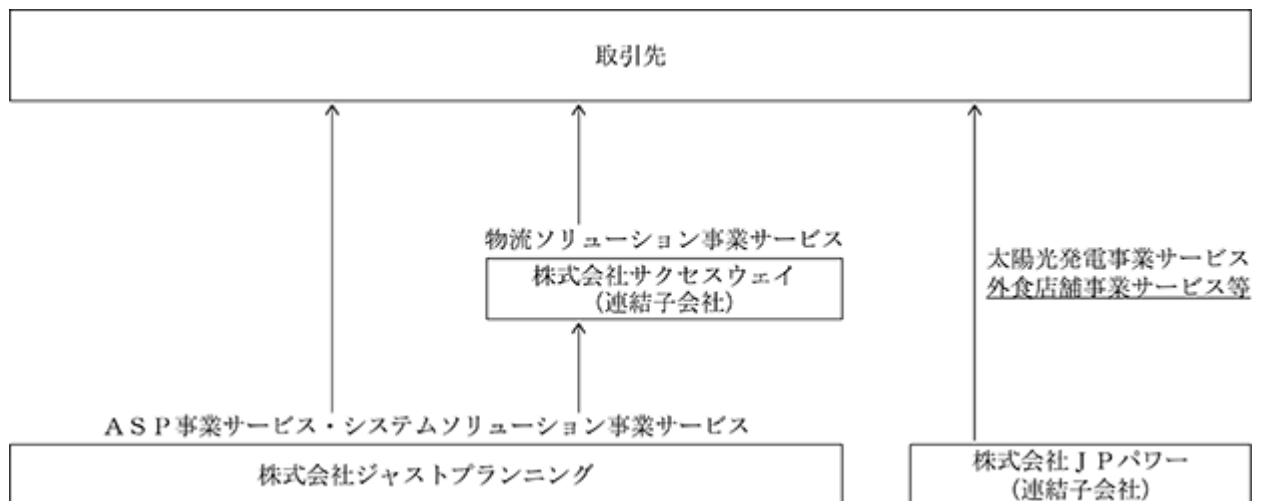 取引先
物流ソリューション事業サービス
株式会社サクセスウェイ
(連結子会社)
太陽光発電事業サービス
外食店舗事業サービス等
ASP事業サービス・システムソリューション事業サービス
株式会社ジャストプランニング
株式会社JPパワー
(連結子会社)